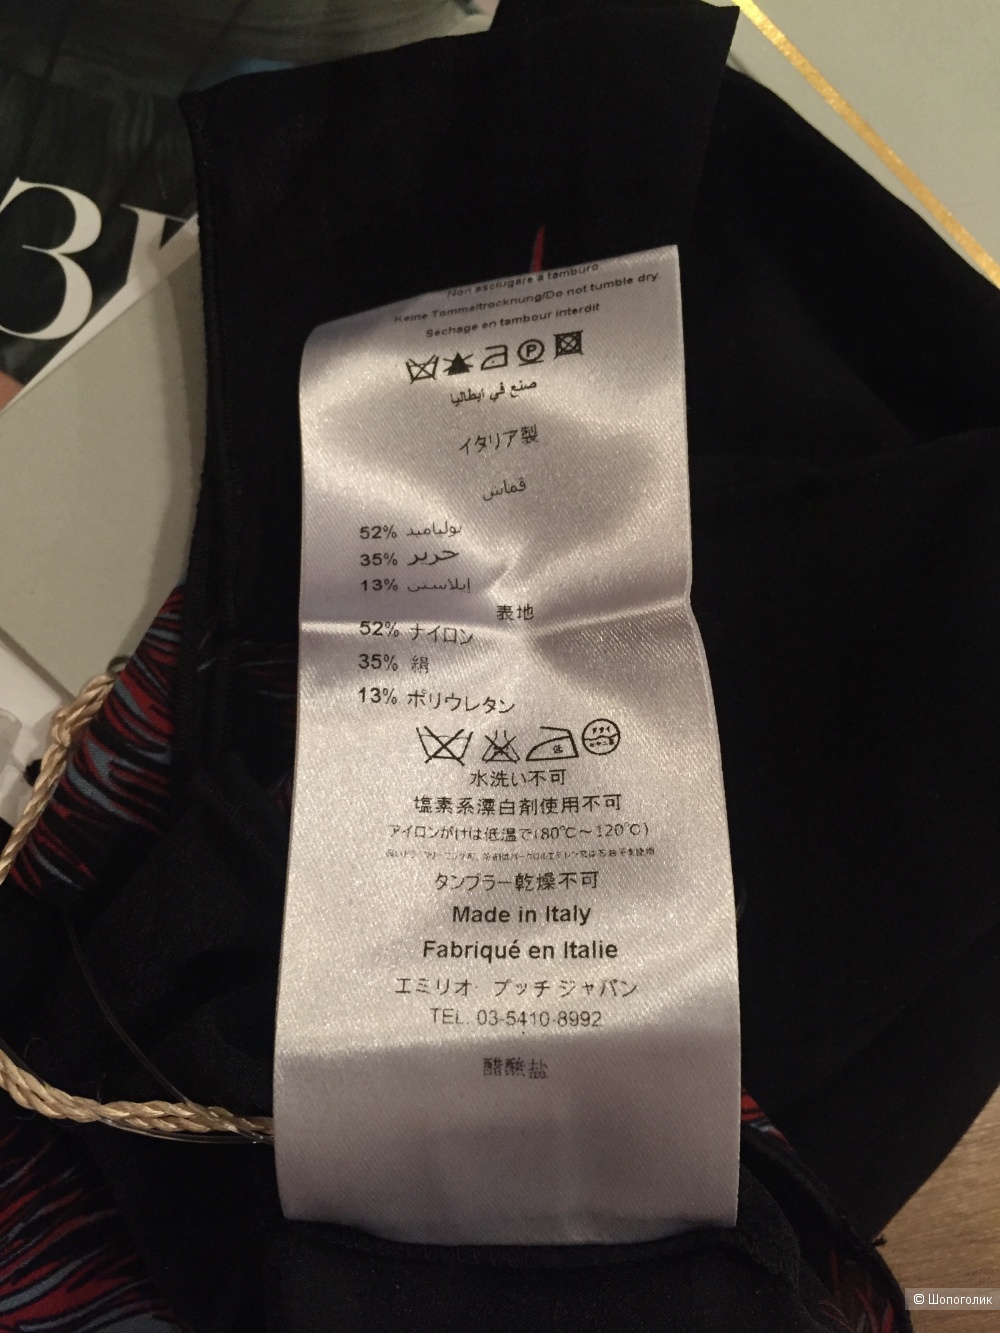 ЗУ
Non asciugare a tamburo
Keine Tommeltrocknung/Do not tumble dry.
Sèchage en tambour interdit
P
صنع في ايطاليا
イタリア製
قماش
52% بولياميد
35% حرير
13% إيلاستن
表地
52% ナイロン
35% 絹
13% ポリウレタン
低
水洗い不可
塩素系漂白剤使用不可
アイロンがけは低温で(80℃～120℃)
タンブラー乾燥不可
Made in Italy
Fabriqué en Italie
エミリオ・プッチ ジャパン
TEL. 03-5410-8992
醋酸盐
© Шопоголик